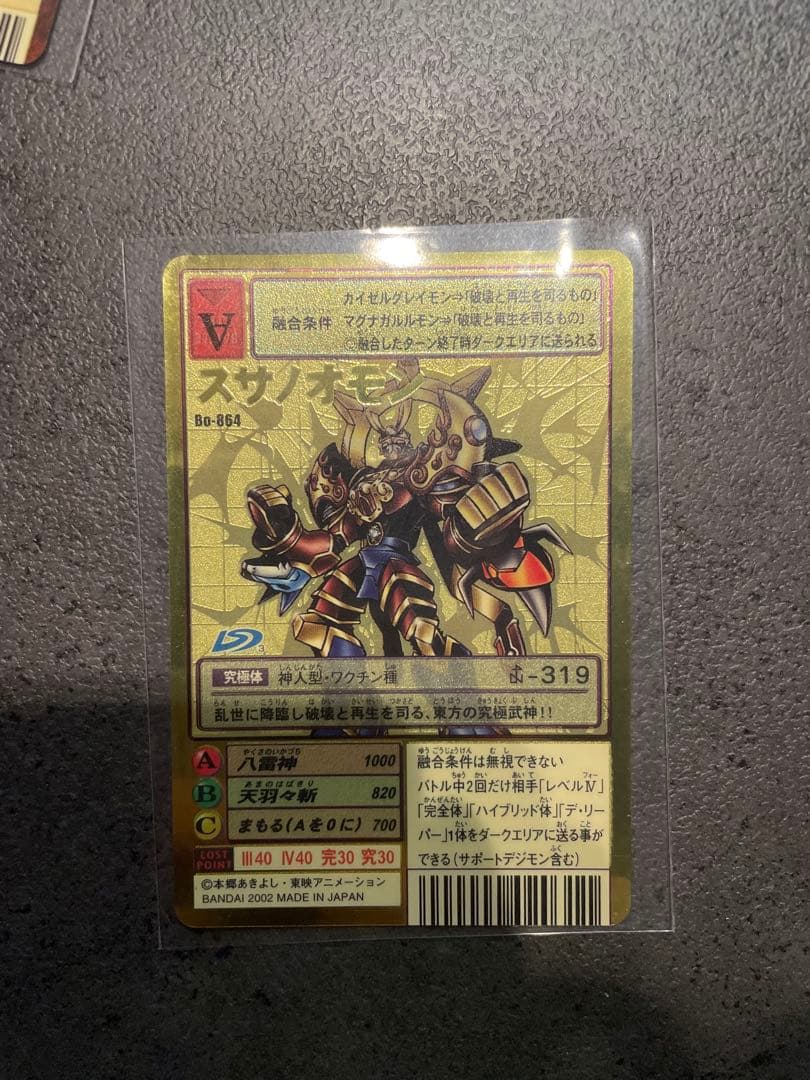 カイゼルグレイモン⇒「破壊と再生を司るもの」
融合条件 マグナガルルモン⇒「破壊と再生を司るもの」
◎融合したターン終了時ダークエリアに送られる
スサノオモン
Bo-864
3
究極体 神人型・ワクチン種 -319
乱世に降臨し破壊と再生を司る、東方の究極武神!!
A 八雷神 1000
B 天羽々斬 820
C まもる(Aを0に) 700
LOST POINT Ⅲ40 Ⅳ40 完30 究30
©本郷あきよし・東映アニメーション
BANDAI 2002 MADE IN JAPAN
融合条件は無視できない
バトル中2回だけ相手「レベルⅣ」
「完全体」「ハイブリッド体」「デ・リー
パー」1体をダークエリアに送る事が
できる(サポートデジモン含む)